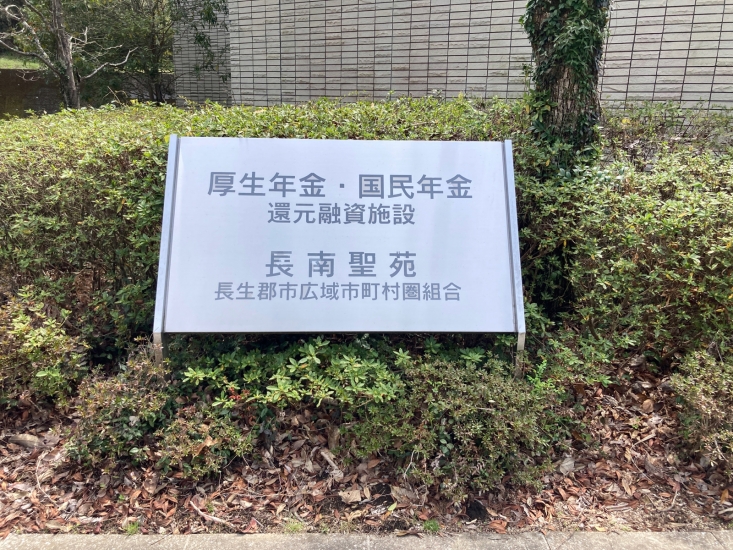 厚生年金・国民年金
還元融資施設
長南聖苑
長生郡市広域市町村圏組合